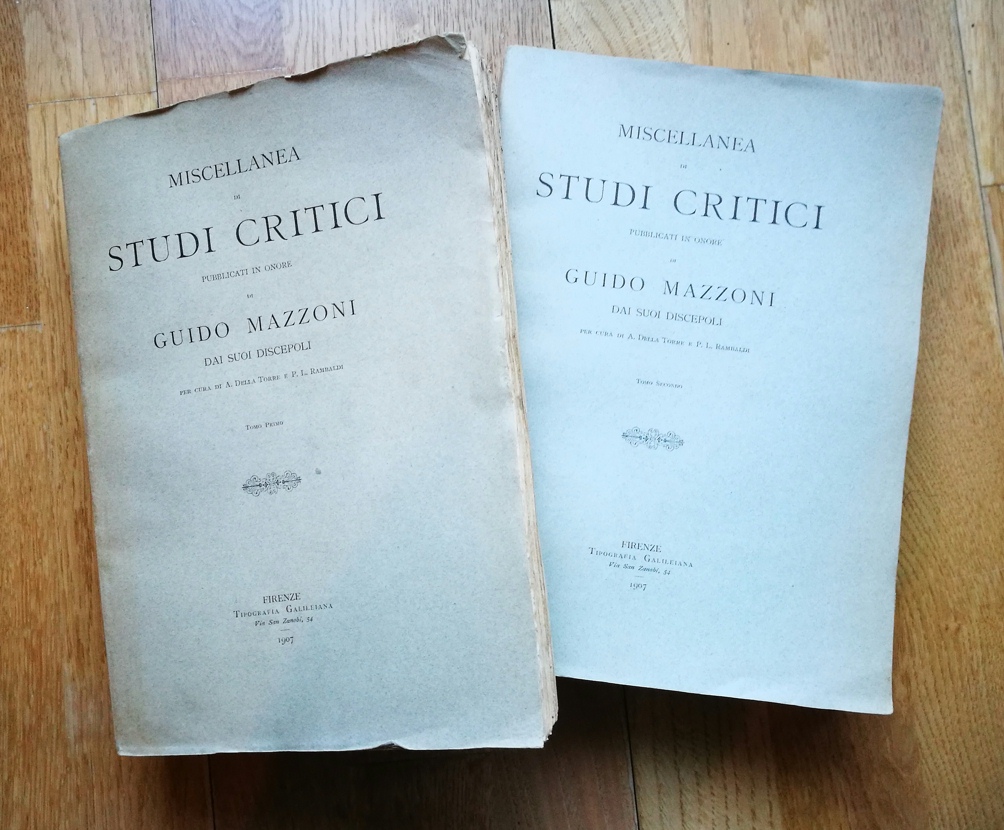 MISCELLANEA
DI
STUDI CRITICI
PUBBLICATI IN ONORE
DI
GUIDO MAZZONI
DAI SUOI DISCEPOLI
PER CURA DI A. DELLA TORRE E P. L. RAMBALDI
TOMO PRIMO
FIRENZE
TIPOGRAFIA GALILEIANA
Via San Zanobi, 54
1907
MISCELLANEA
DI
STUDI CRITICI
PUBBLICATI IN ONORE
DI
GUIDO MAZZONI
DAI SUOI DISCEPOLI
PER CURA DI A. DELLA TORRE E P. L. RAMBALDI
TOMO SECONDO
FIRENZE
TIPOGRAFIA GALILEIANA
Via San Zanobi, 54
1907